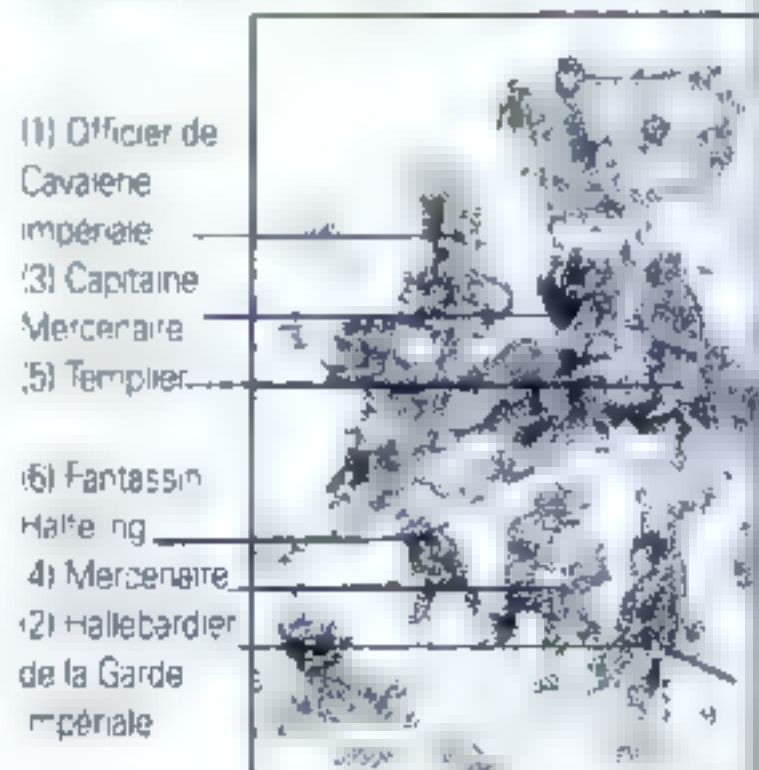 (1) Officier de
Cavalerie
Impériale
(3) Capitaine
Mercenaire
(5) Templier
(6) Fantassin
Halfeling
(4) Mercenaire
(2) Hallebardier
de la Garde
Impériale